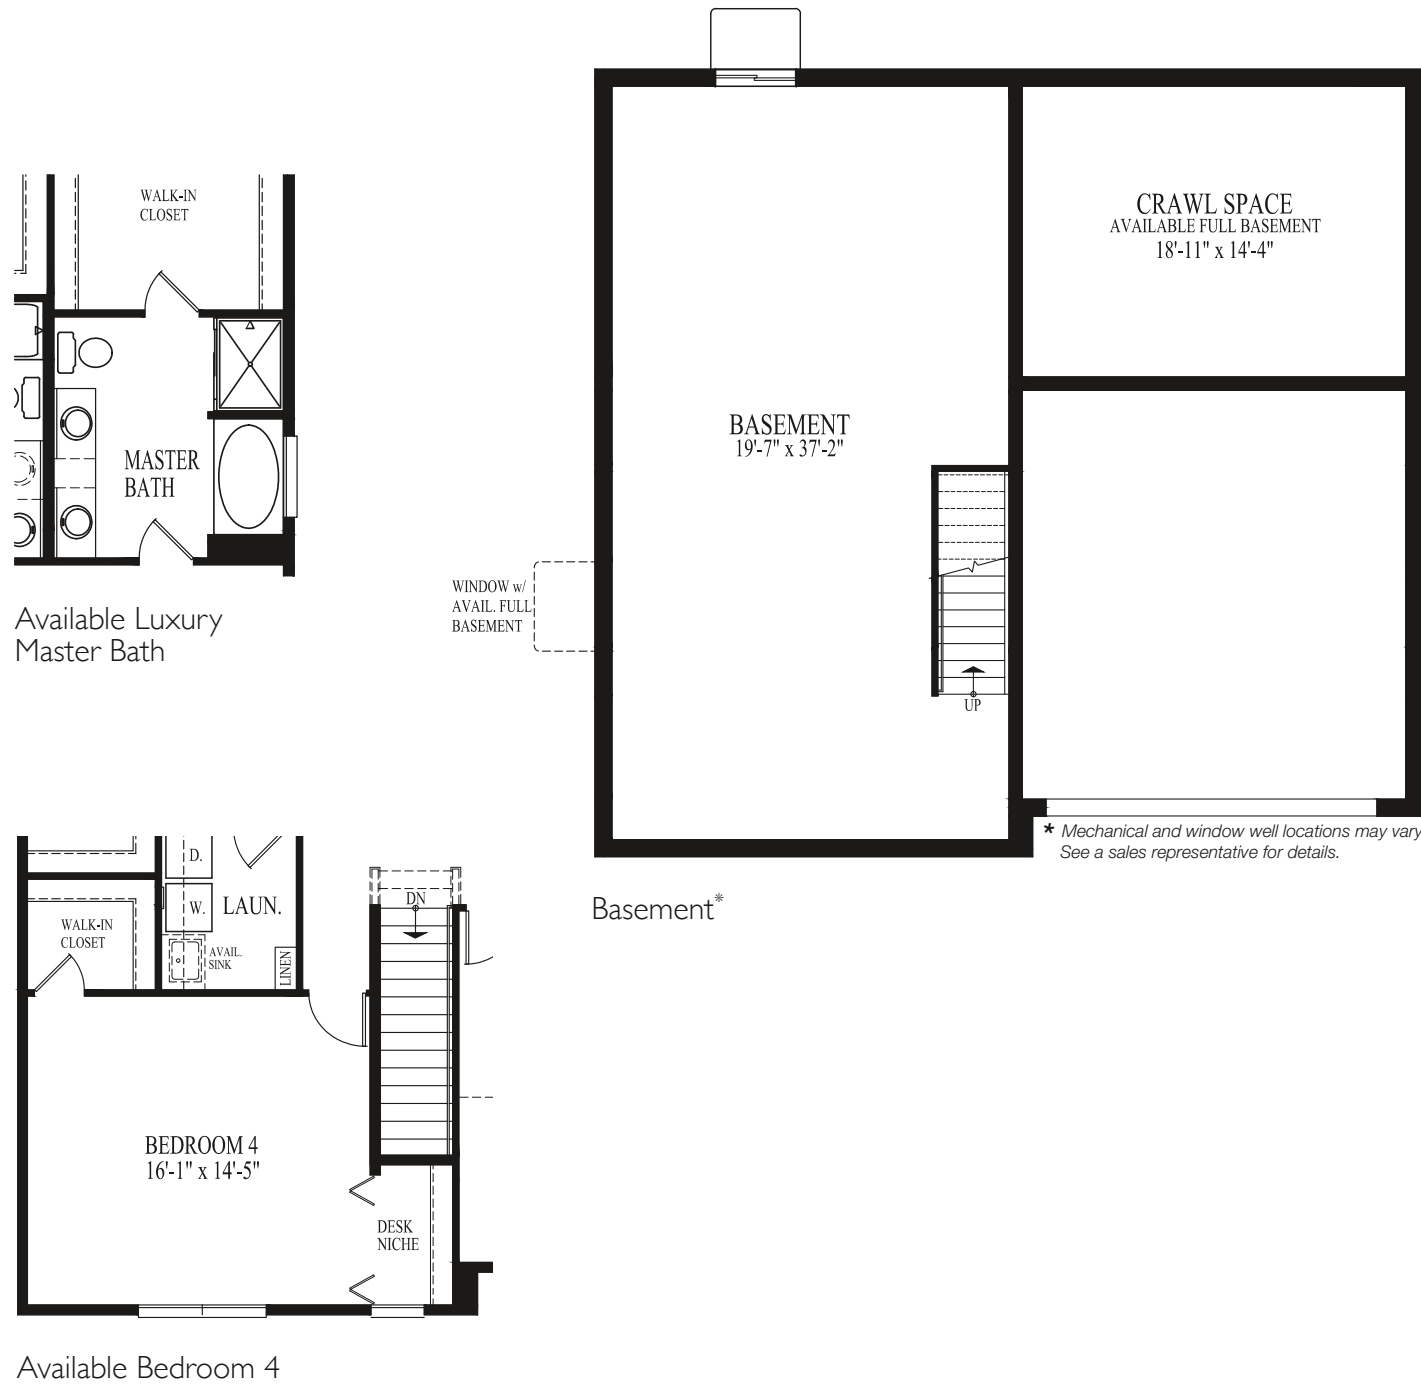 WALK-IN
CLOSET
MASTER
BATH
Available Luxury
Master Bath
CRAWL SPACE
AVAILABLE FULL BASEMENT
18'-11" x 14'-4"
BASEMENT
19'-7" x 37'-2"
WINDOW w/
AVAIL. FULL
BASEMENT
UP
* Mechanical and window well locations may vary
See a sales representative for details.
Basement*
D.
W.
LAUN.
WALK-IN
CLOSET
AVAIL.
SINK
LINEN
DN
BEDROOM 4
16'-1" x 14'-5"
DESK
NICHE
Available Bedroom 4